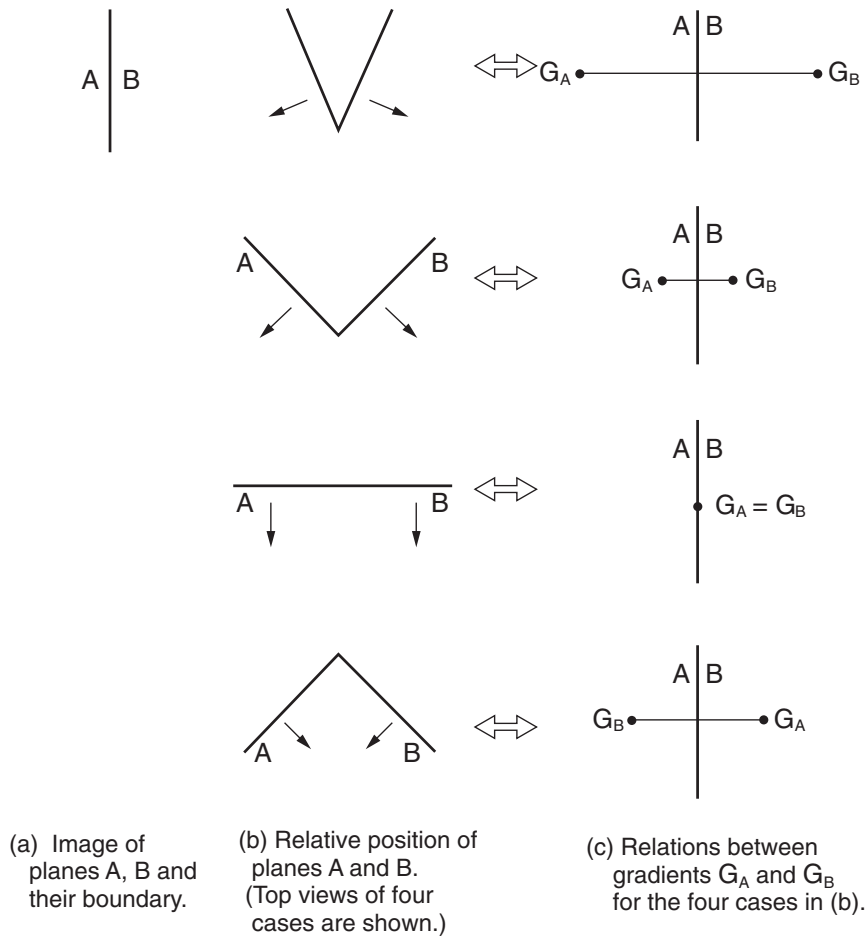 A B
A B
G_A G_B
A B
A B
G_A G_B
A B
A B
G_A = G_B
A B
A B
G_B G_A
(a) Image of
planes A, B and
their boundary.
(b) Relative position of
planes A and B.
(Top views of four
cases are shown.)
(c) Relations between
gradients G_A and G_B
for the four cases in (b).